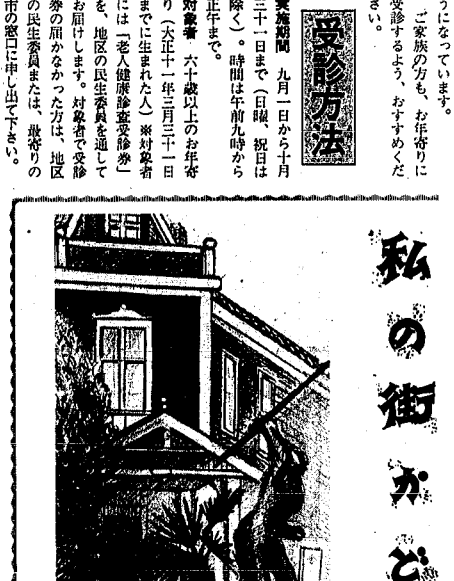 うになっています。
ご家族の方も、お年寄りに
受診するよう、おすすめくだ
さい。
受診方法
実施期間 九月一日から十月
三十一日まで(日曜、祝日は
除く)。時間は午前九時から
正午まで。
対象者 六十歳以上のお年寄
り(大正十一年三月三十一日
までに生まれた人)※対象者
には「老人健康診査受診券」
を、地区の民生委員を通して
お届けします。対象者で受診
券の届かなかった方は、地区
の民生委員または、最寄りの
市の窓口に申し出て下さい。
私の街かど